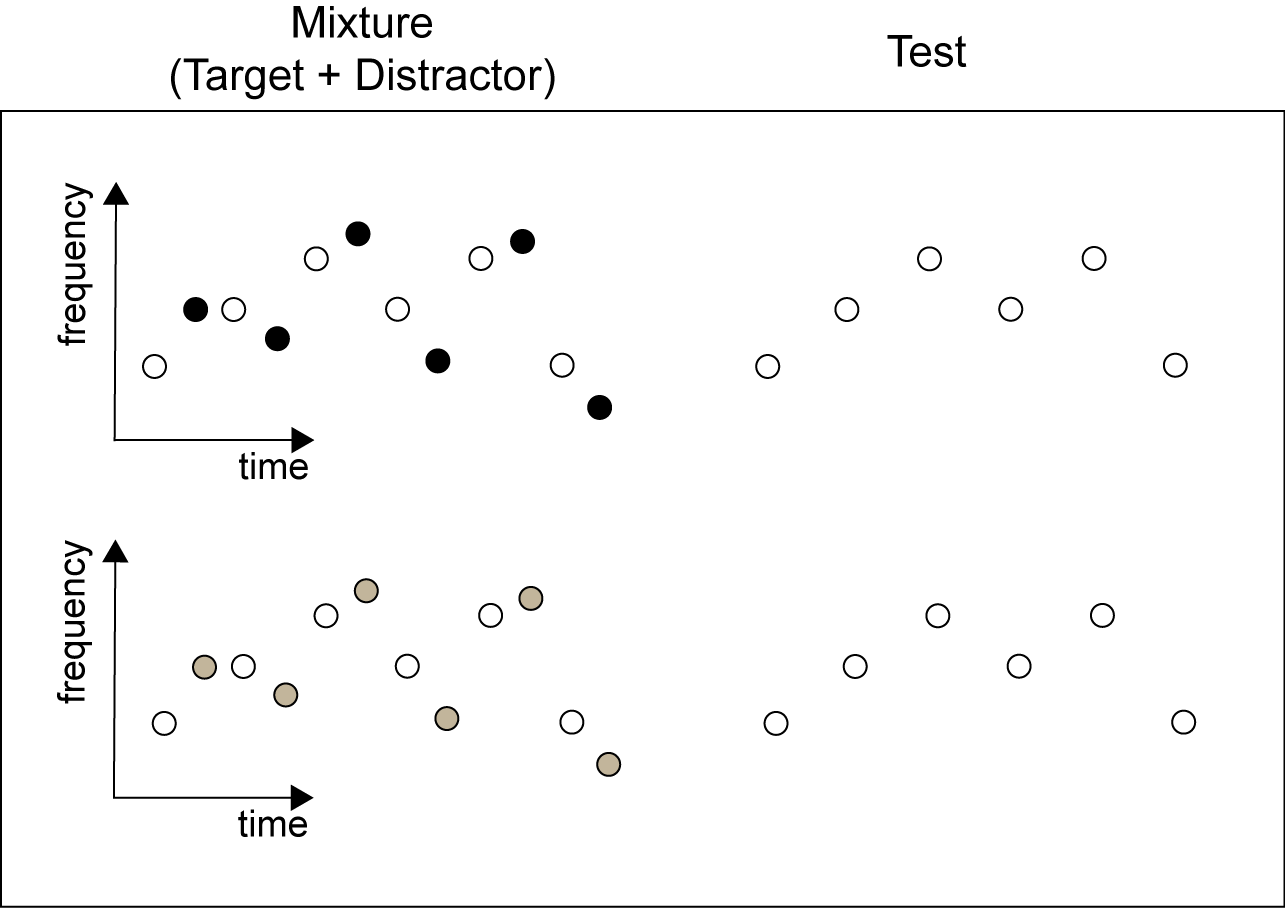 Mixture
(Target + Distractor)
Test
frequency
time
frequency
time